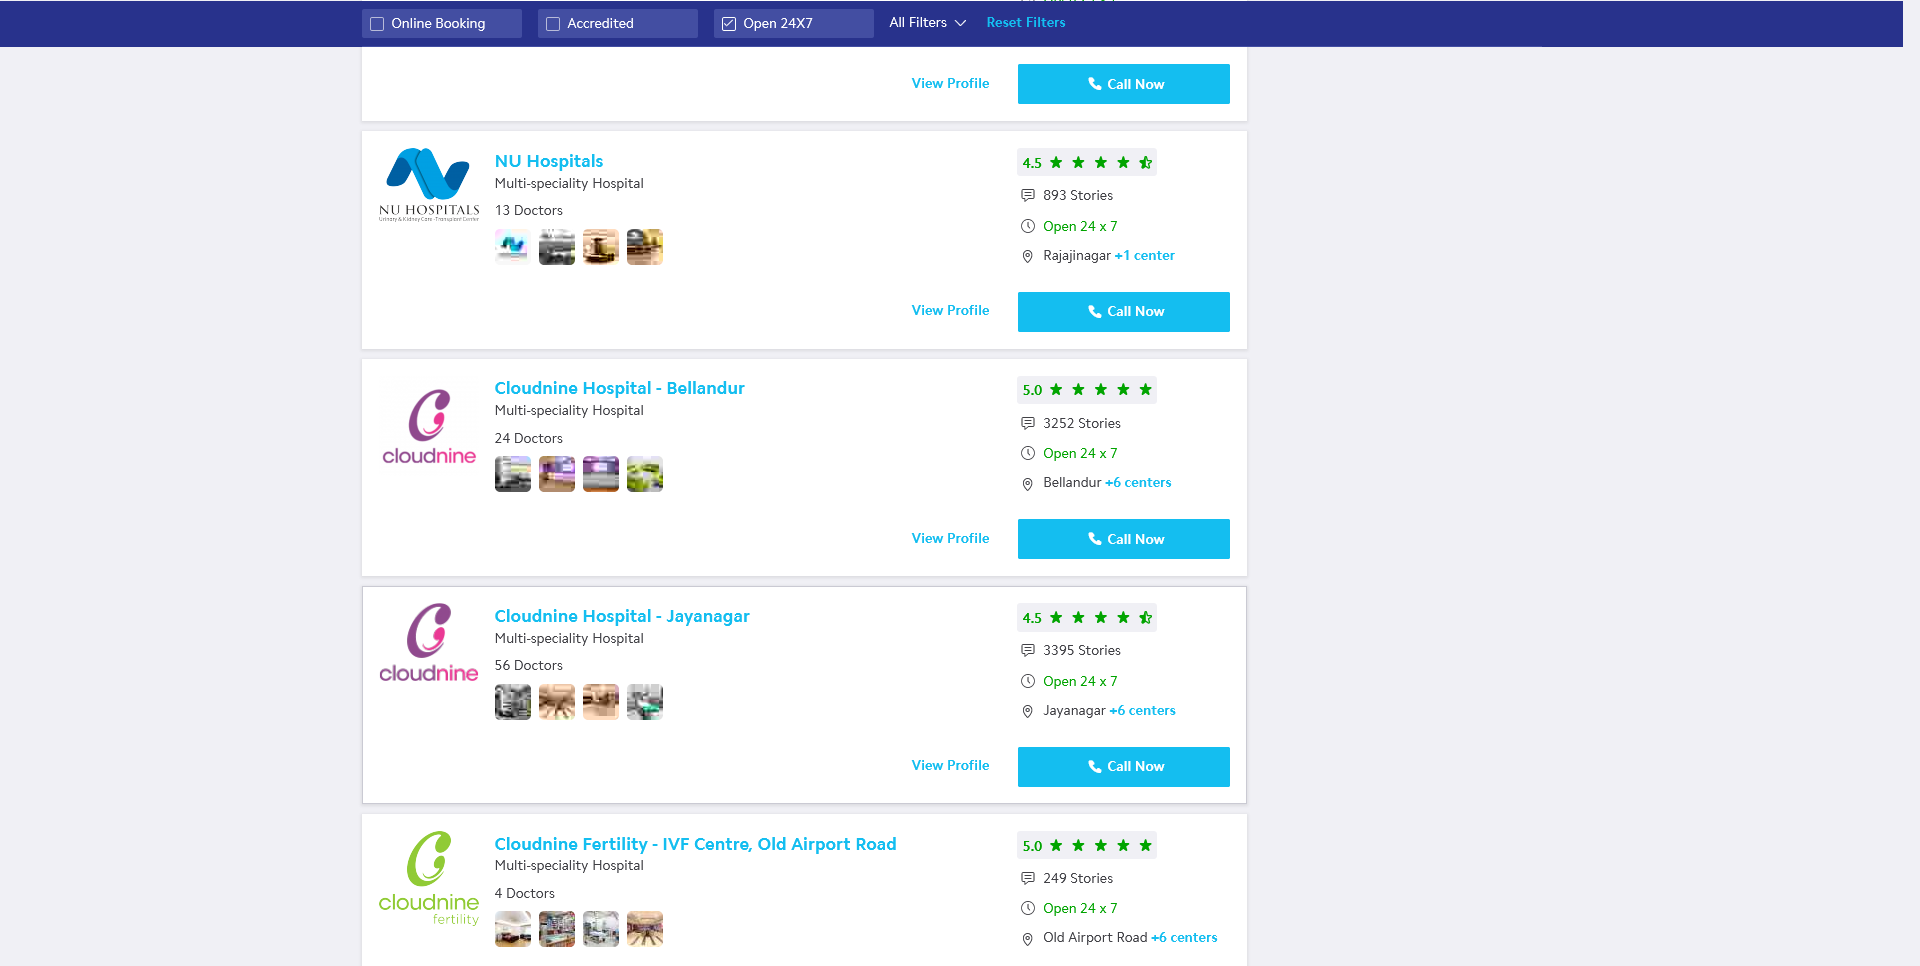 Online Booking
Accredited
Open 24X7
All Filters
Reset Filters
View Profile
Call Now
NU HOSPITALS
Urinary & Kidney Care -Transplant Center
NU Hospitals
Multi-speciality Hospital
13 Doctors
4.5
893 Stories
Open 24 x 7
Rajajinagar +1 center
View Profile
Call Now
cloudnine
Cloudnine Hospital - Bellandur
Multi-speciality Hospital
24 Doctors
5.0
3252 Stories
Open 24 x 7
Bellandur +6 centers
View Profile
Call Now
cloudnine
Cloudnine Hospital - Jayanagar
Multi-speciality Hospital
56 Doctors
4.5
3395 Stories
Open 24 x 7
Jayanagar +6 centers
View Profile
Call Now
cloudnine
fertility
Cloudnine Fertility - IVF Centre, Old Airport Road
Multi-speciality Hospital
4 Doctors
5.0
249 Stories
Open 24 x 7
Old Airport Road +6 centers